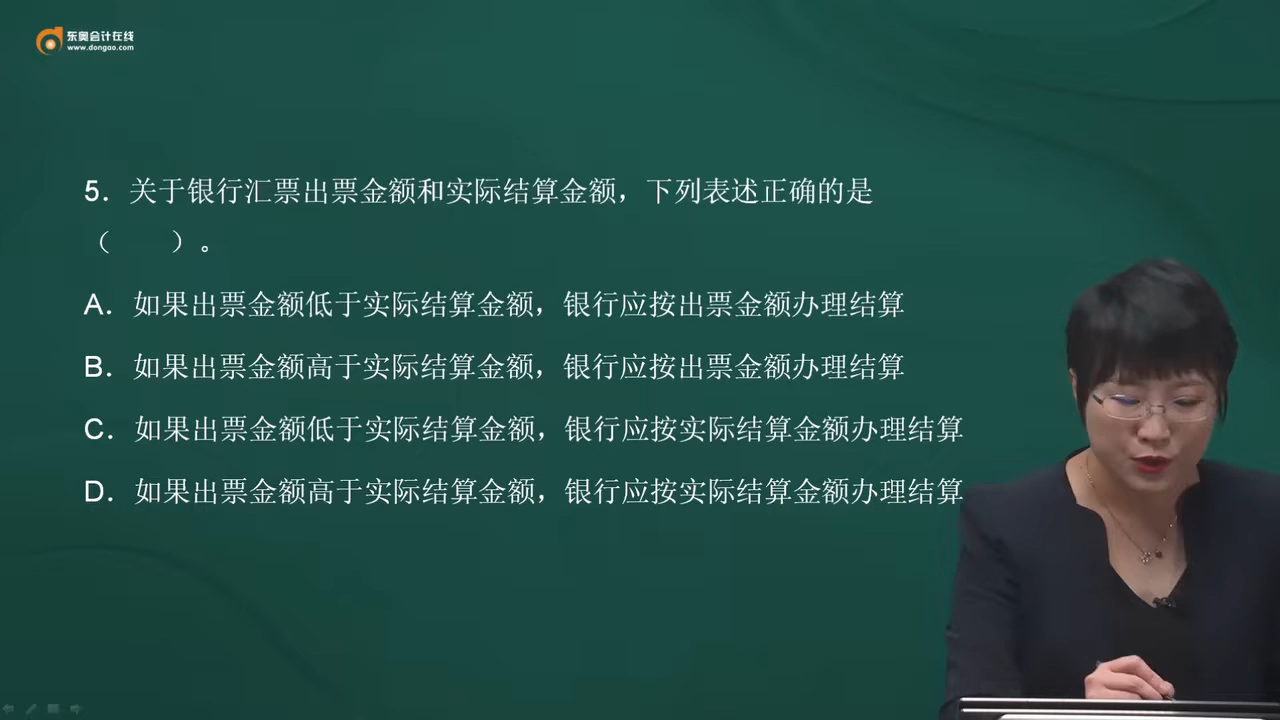 东奥会计在线
www.dongao.com
5．关于银行汇票出票金额和实际结算金额，下列表述正确的是
（　　）。
A．如果出票金额低于实际结算金额，银行应按出票金额办理结算
B．如果出票金额高于实际结算金额，银行应按出票金额办理结算
C．如果出票金额低于实际结算金额，银行应按实际结算金额办理结算
D．如果出票金额高于实际结算金额，银行应按实际结算金额办理结算